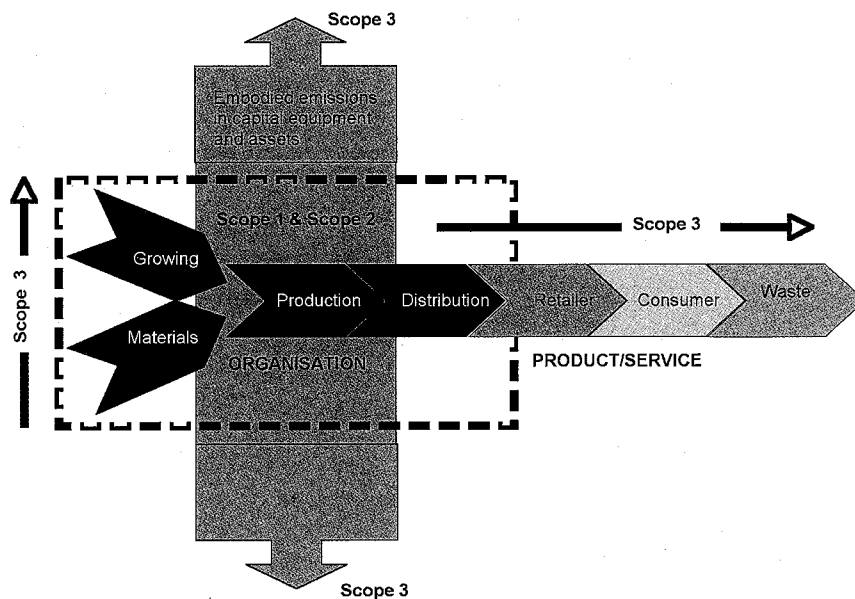 Scope 3
Embodied emissions
in capital equipment
and assets
Scope 1 & Scope 2
Scope 3
Scope 3
Growing
Materials
Production
Distribution
Retailer
Consumer
Waste
ORGANISATION
PRODUCT/SERVICE
Scope 3